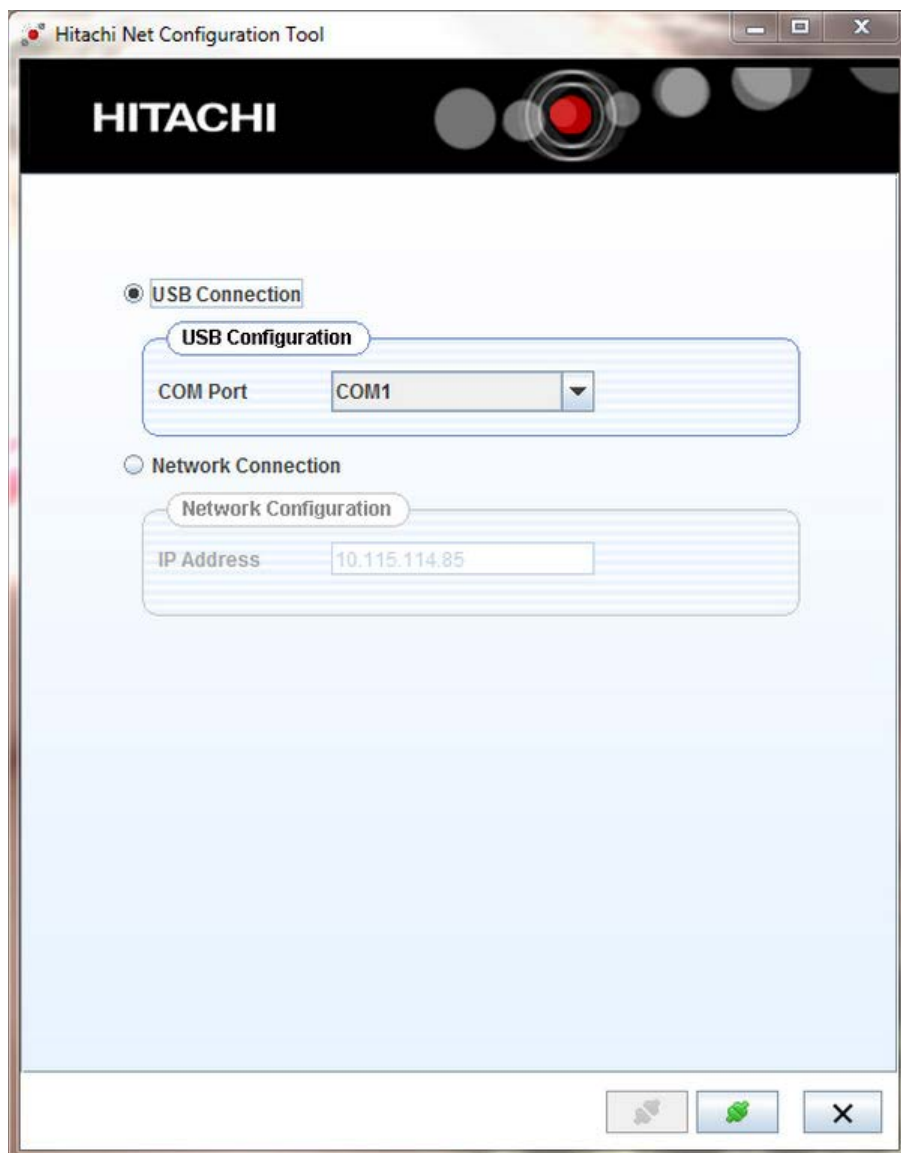 Hitachi Net Configuration Tool
HITACHI
USB Connection
USB Configuration
COM Port COM1
Network Connection
Network Configuration
IP Address 10.115.114.85